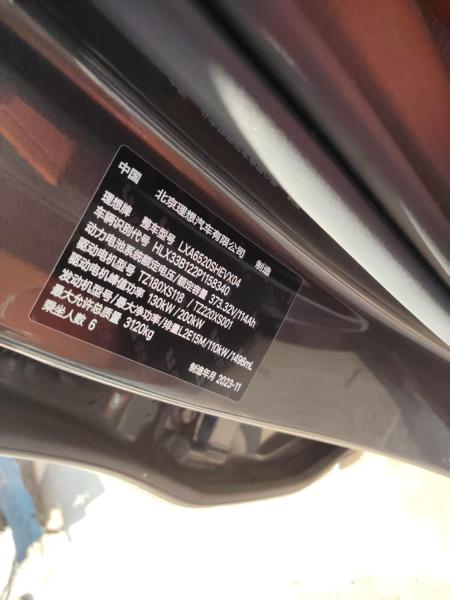 中国 北京理想汽车有限公司 制造
理想牌 整车型号 LXA6520SHEVX04
车辆识别代号 HLX33B122P1158340
动力电池系统额定电压/额定容量 373.32V/114Ah
驱动电机型号 TZ180XS118 / TZ220XS001
驱动电机峰值功率 130kW / 200kW
发动机型号/最大净功率/排量 L2E15M/110kW/1496mL
最大允许总质量 3120kg
乘坐人数 6 制造年月 2023-11